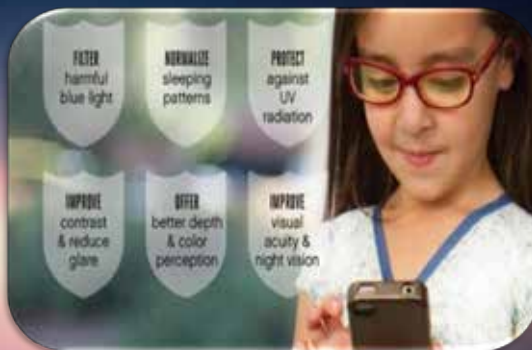 FILTER
harmful
blue light
NORMALIZE
sleeping
patterns
PROTECT
against
UV
radiation
IMPROVE
contrast
& reduce
glare
OFFER
better depth
& color
perception
IMPROVE
visual
acuity &
night vision